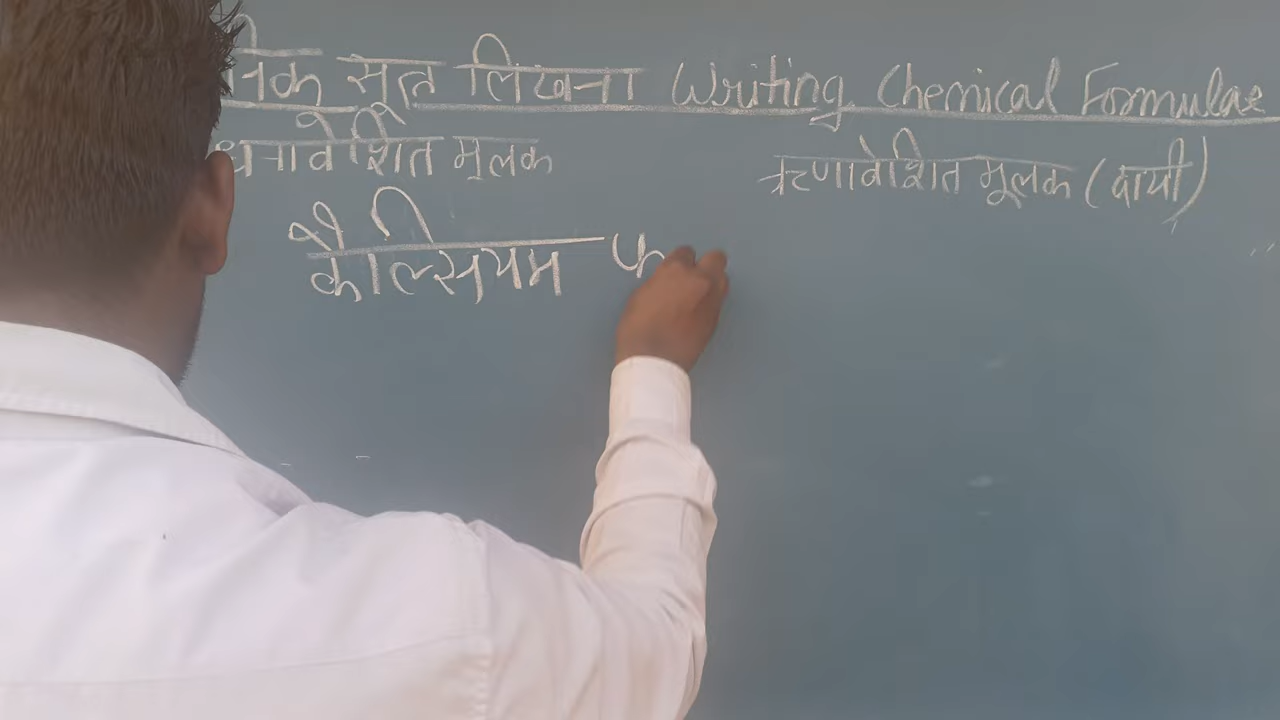 सूत्र लिखना Writing Chemical Formulae
धनावेशित मूलक ऋणावेशित मूलक (दायी)
कैल्सियम फ